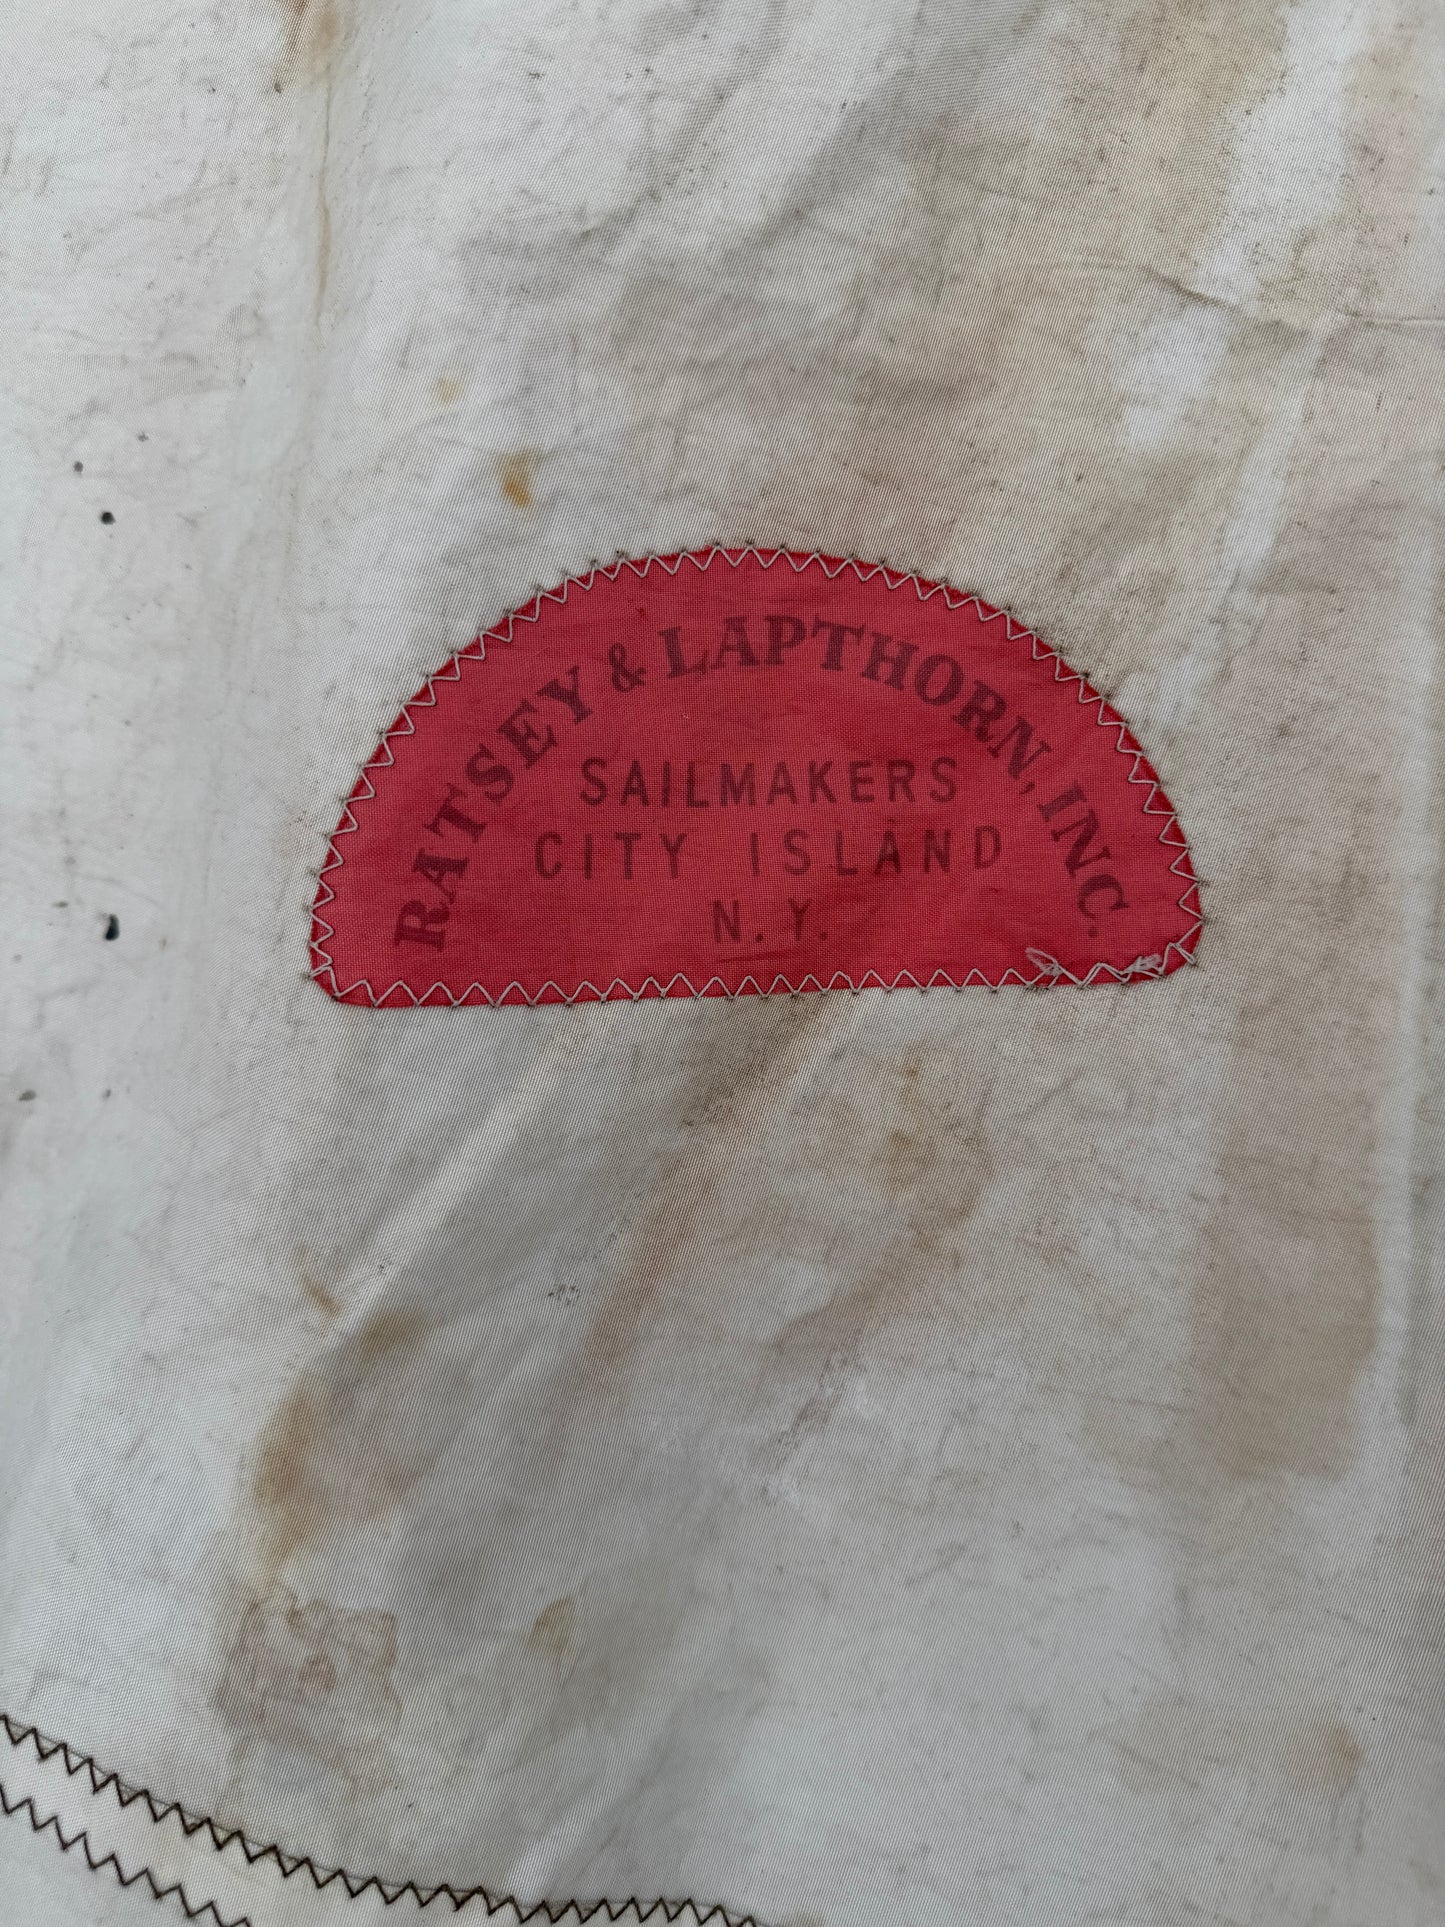 RATSEY & LAPTHORN, INC.
SAILMAKERS
CITY ISLAND
N.Y.